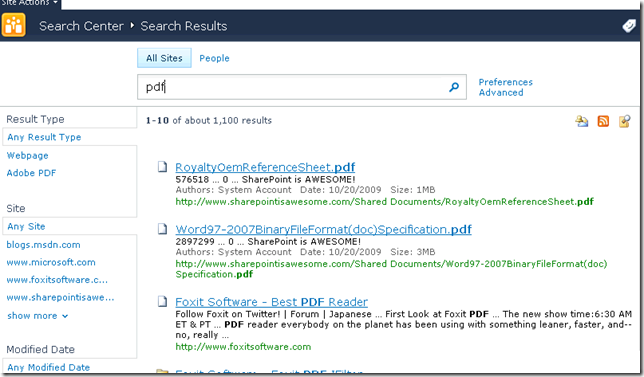 Site Actions
Search Center ▸ Search Results
All Sites People
pdf
Preferences
Advanced
Result Type
Any Result Type
Webpage
Adobe PDF
Site
Any Site
blogs.msdn.com
www.microsoft.com
www.foxitsoftware.c...
www.sharepointisawe...
show more
Modified Date
Any Modified Date
1-10 of about 1,100 results
RoyaltyOemReferenceSheet.pdf
576518 ... 0 ... SharePoint is AWESOME!
Authors: System Account Date: 10/20/2009 Size: 1MB
http://www.sharepointisawesome.com/Shared Documents/RoyaltyOemReferenceSheet.pdf
Word97-2007BinaryFileFormat(doc)Specification.pdf
2897299 ... 0 ... SharePoint is AWESOME!
Authors: System Account Date: 10/20/2009 Size: 3MB
http://www.sharepointisawesome.com/Shared Documents/Word97-2007BinaryFileFormat(doc)
Specification.pdf
Foxit Software - Best PDF Reader
Follow Foxit on Twitter! | Forum | Japanese ... First Look at Foxit PDF ... The new show time:6:30 AM
ET & PT ... PDF reader everybody on the planet has been using with something leaner, faster, and--
no, really ...
http://www.foxitsoftware.com
Foxit Software - Foxit PDF IFilter